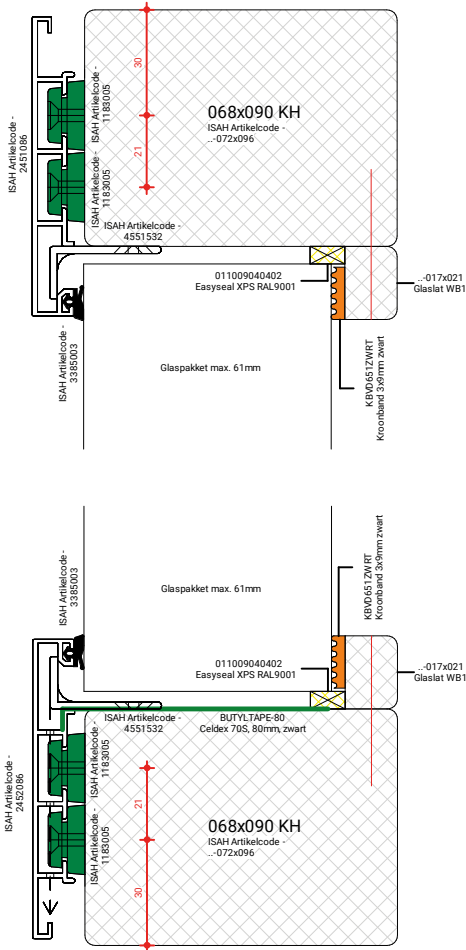 30
21
068x090 KH
ISAH Artikelcode -
..-072x096
ISAH Artikelcode -
2451086
ISAH Artikelcode -
1183005
ISAH Artikelcode -
1183005
ISAH Artikelcode -
4551532
011009040402
Easyseal XPS RAL9001
..-017x021
Glaslat WB1
ISAH Artikelcode -
3385003
Glaspakket max. 61mm
KBVD651ZWRT
Kroonband 3x9mm zwart
ISAH Artikelcode -
3385003
Glaspakket max. 61mm
KBVD651ZWRT
Kroonband 3x9mm zwart
011009040402
Easyseal XPS RAL9001
..-017x021
Glaslat WB1
ISAH Artikelcode -
4551532
BUTYLTAPE-80
Celdex 70S, 80mm, zwart
ISAH Artikelcode -
2452086
ISAH Artikelcode -
1183005
ISAH Artikelcode -
1183005
21
068x090 KH
ISAH Artikelcode -
..-072x096
30